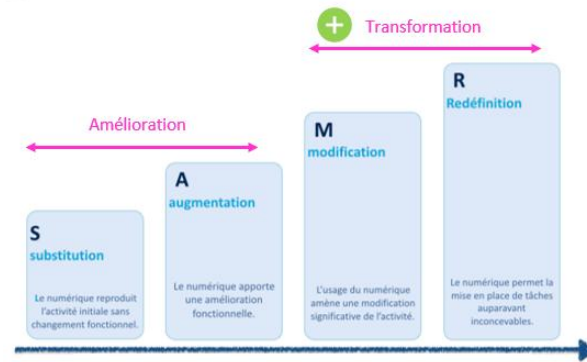 + Transformation
Amélioration
S
substitution
Le numérique reproduit
l'activité initiale sans
changement fonctionnel.
A
augmentation
Le numérique apporte
une amélioration
fonctionnelle.
M
modification
L'usage du numérique
amène une modification
significative de l'activité.
R
Redéfinition
Le numérique permet la
mise en place de tâches
auparavant
inconcevables.